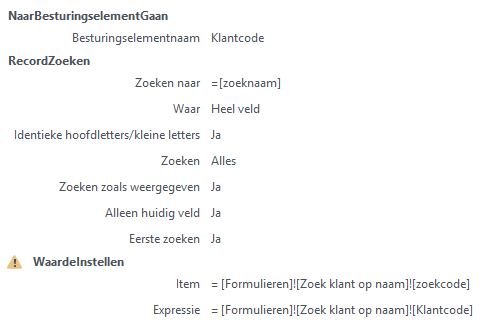 NaarBesturingselementGaan
Besturingselementnaam Klantcode
RecordZoeken
Zoeken naar =[zoeknaam]
Waar Heel veld
Identieke hoofdletters/kleine letters Ja
Zoeken Alles
Zoeken zoals weergegeven Ja
Alleen huidig veld Ja
Eerste zoeken Ja
WaardeInstellen
Item = [Formulieren]![Zoek klant op naam]![zoekcode]
Expressie = [Formulieren]![Zoek klant op naam]![Klantcode]